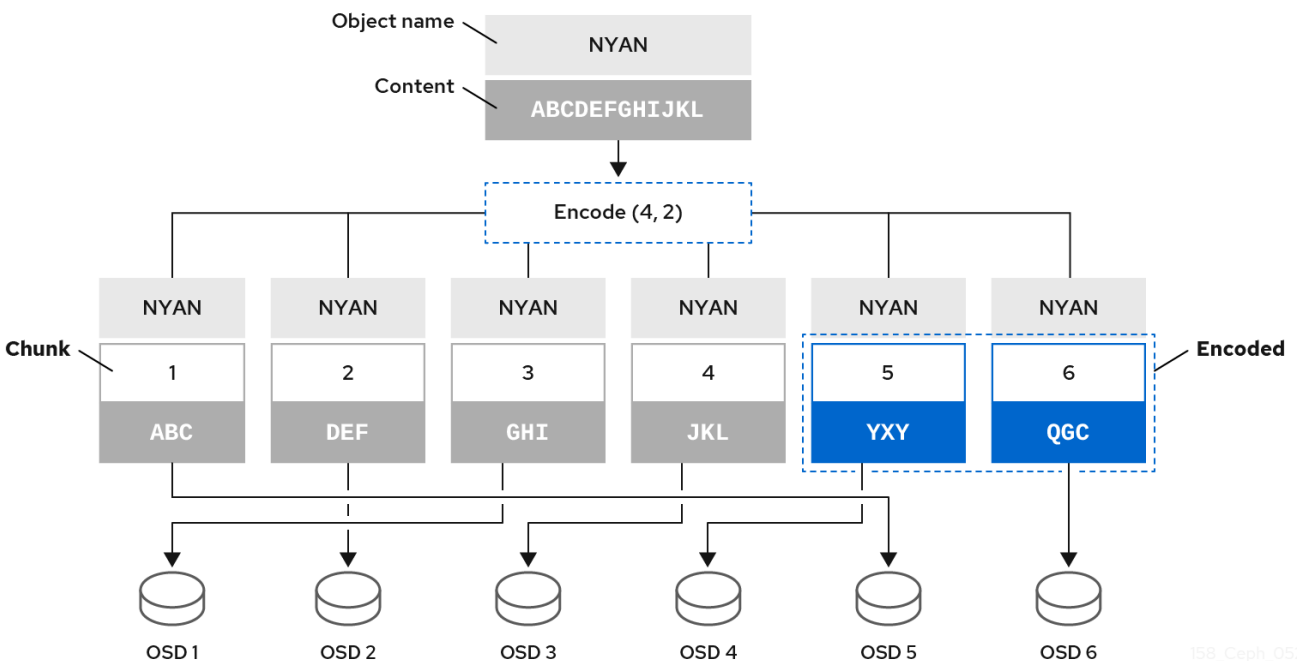 Object name
NYAN
Content
ABCDEFGHIJKL
Encode (4, 2)
NYAN NYAN NYAN NYAN NYAN NYAN
Chunk 1 2 3 4 5 6 Encoded
ABC DEF GHI JKL YXY QGC
OSD 1 OSD 2 OSD 3 OSD 4 OSD 5 OSD 6
158_Ceph_05